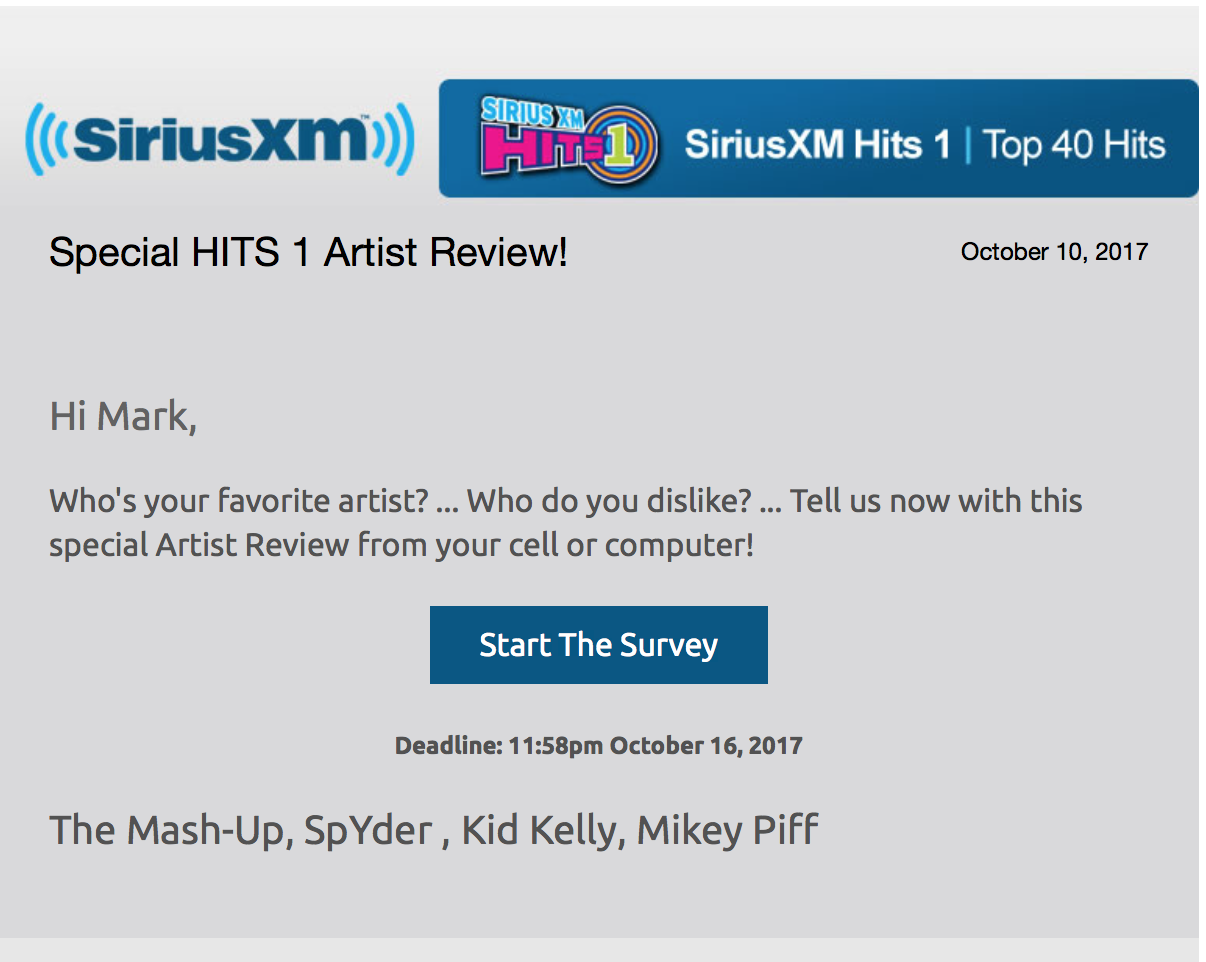 ((( SiriusXM™ )))
SIRIUS XM
HITS 1
SiriusXM Hits 1 | Top 40 Hits
Special HITS 1 Artist Review!
October 10, 2017
Hi Mark,
Who's your favorite artist? ... Who do you dislike? ... Tell us now with this
special Artist Review from your cell or computer!
Start The Survey
Deadline: 11:58pm October 16, 2017
The Mash-Up, SpYder , Kid Kelly, Mikey Piff